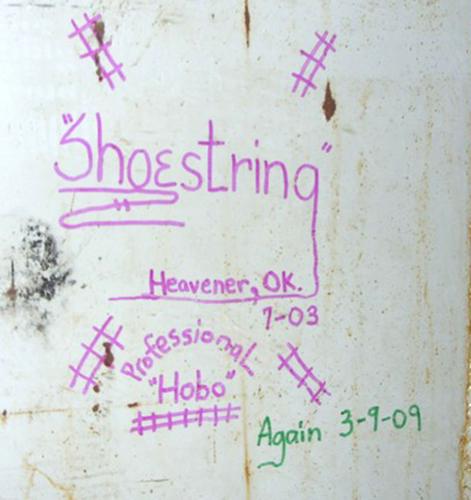 "Shoestring"
Heavener, OK.
7-03
Professional
"Hobo"
Again 3-9-09